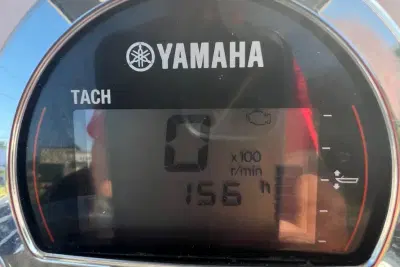 YAMAHA
TACH
0
x100
r/min
156 h